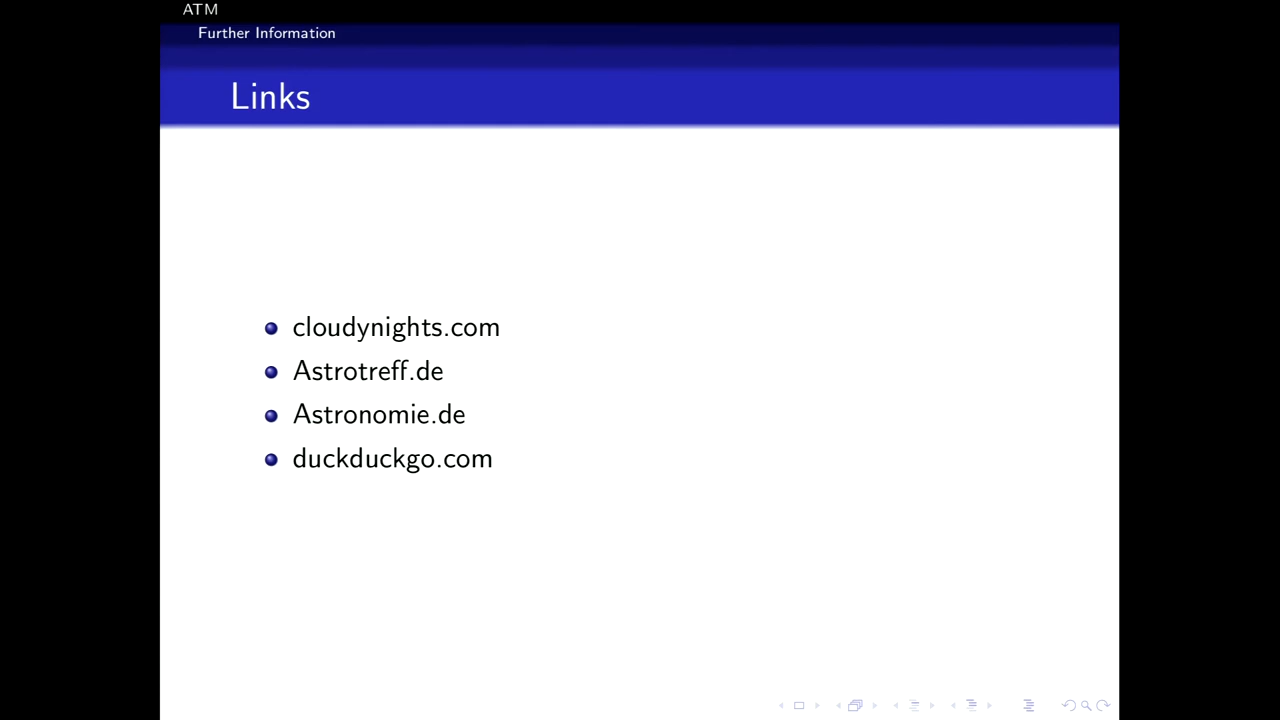 ATM
Further Information
Links
cloudynights.com
Astrotreff.de
Astronomie.de
duckduckgo.com